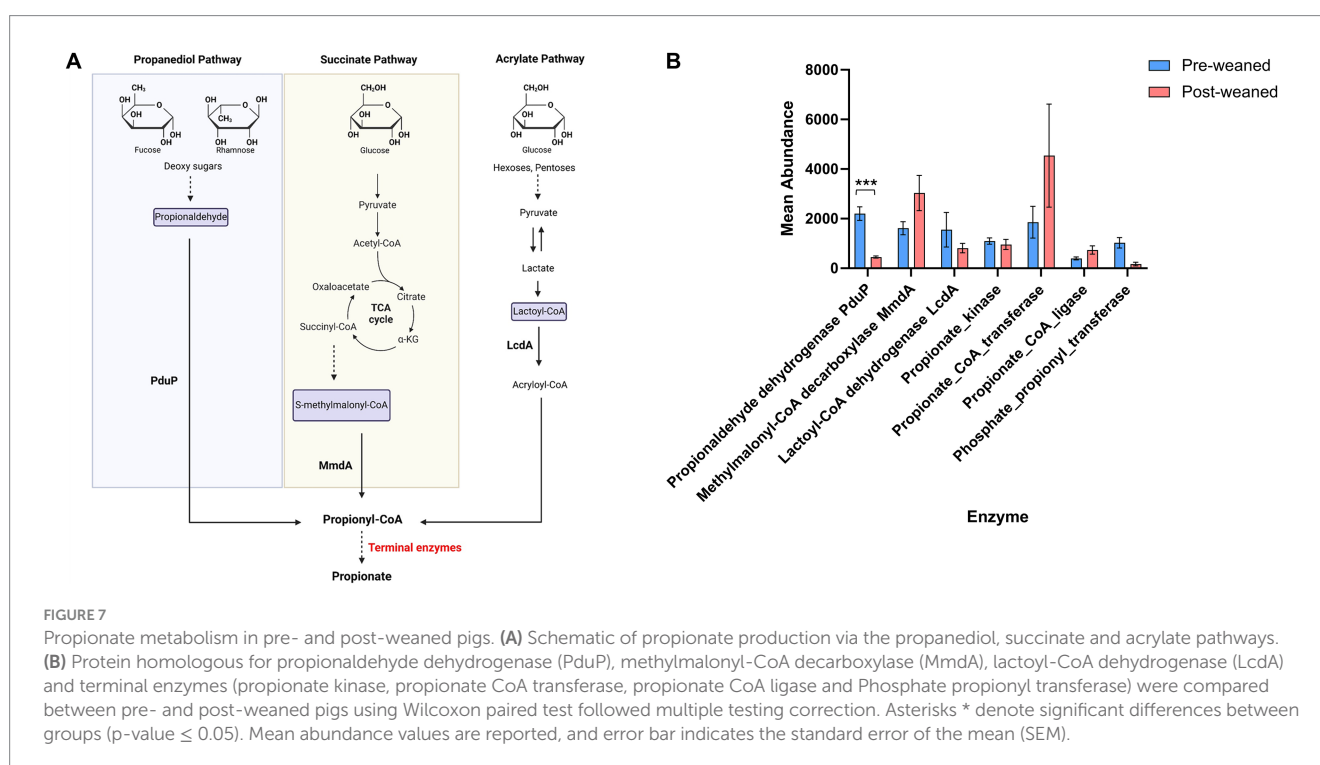 A
Propanediol Pathway
Succinate Pathway
Acrylate Pathway
CH₃
OH
O
OH
OH
OH
Fucose
OH
O
OH
CH₃
OH
OH
Rhamnose
Deoxy sugars
Propionaldehyde
PduP
CH₂OH
O
OH
OH
OH
OH
Glucose
Pyruvate
Acetyl-CoA
Oxaloacetate
Citrate
TCA
cycle
Succinyl-CoA
α-KG
S-methylmalonyl-CoA
MmdA
CH₂OH
O
OH
OH
OH
OH
Glucose
Hexoses, Pentoses
Pyruvate
Lactate
Lactoyl-CoA
LcdA
Acryloyl-CoA
Propionyl-CoA
Terminal enzymes
Propionate
B
Pre-weaned
Post-weaned
Mean Abundance
8000
6000
4000
2000
0
***
Propionaldehyde dehydrogenase PduP
Methylmalonyl-CoA decarboxylase MmdA
Lactoyl-CoA dehydrogenase LcdA
Propionate_kinase
Propionate_CoA_transferase
Propionate_CoA_ligase
Phosphate_propionyl_transferase
Enzyme
FIGURE 7
Propionate metabolism in pre- and post-weaned pigs. (A) Schematic of propionate production via the propanediol, succinate and acrylate pathways.
(B) Protein homologous for propionaldehyde dehydrogenase (PduP), methylmalonyl-CoA decarboxylase (MmdA), lactoyl-CoA dehydrogenase (LcdA)
and terminal enzymes (propionate kinase, propionate CoA transferase, propionate CoA ligase and Phosphate propionyl transferase) were compared
between pre- and post-weaned pigs using Wilcoxon paired test followed multiple testing correction. Asterisks * denote significant differences between
groups (p-value ≤ 0.05). Mean abundance values are reported, and error bar indicates the standard error of the mean (SEM).